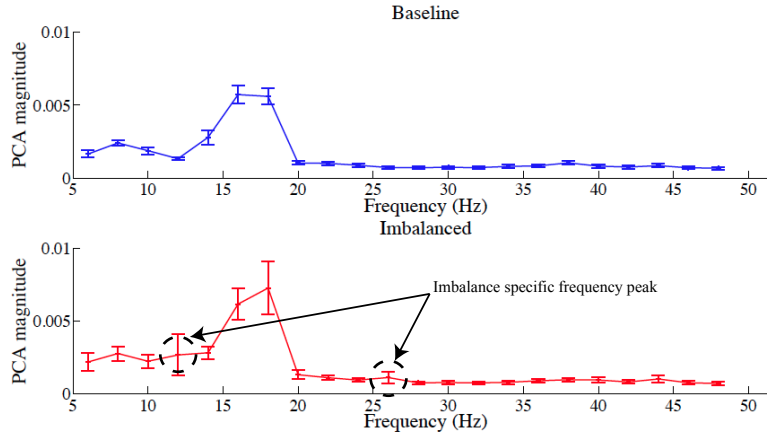 Baseline
0.01
0.005
0
PCA magnitude
5 10 15 20 25 30 35 40 45 50
Frequency (Hz)
Imbalanced
0.01
0.005
0
PCA magnitude
Imbalance specific frequency peak
5 10 15 20 25 30 35 40 45 50
Frequency (Hz)